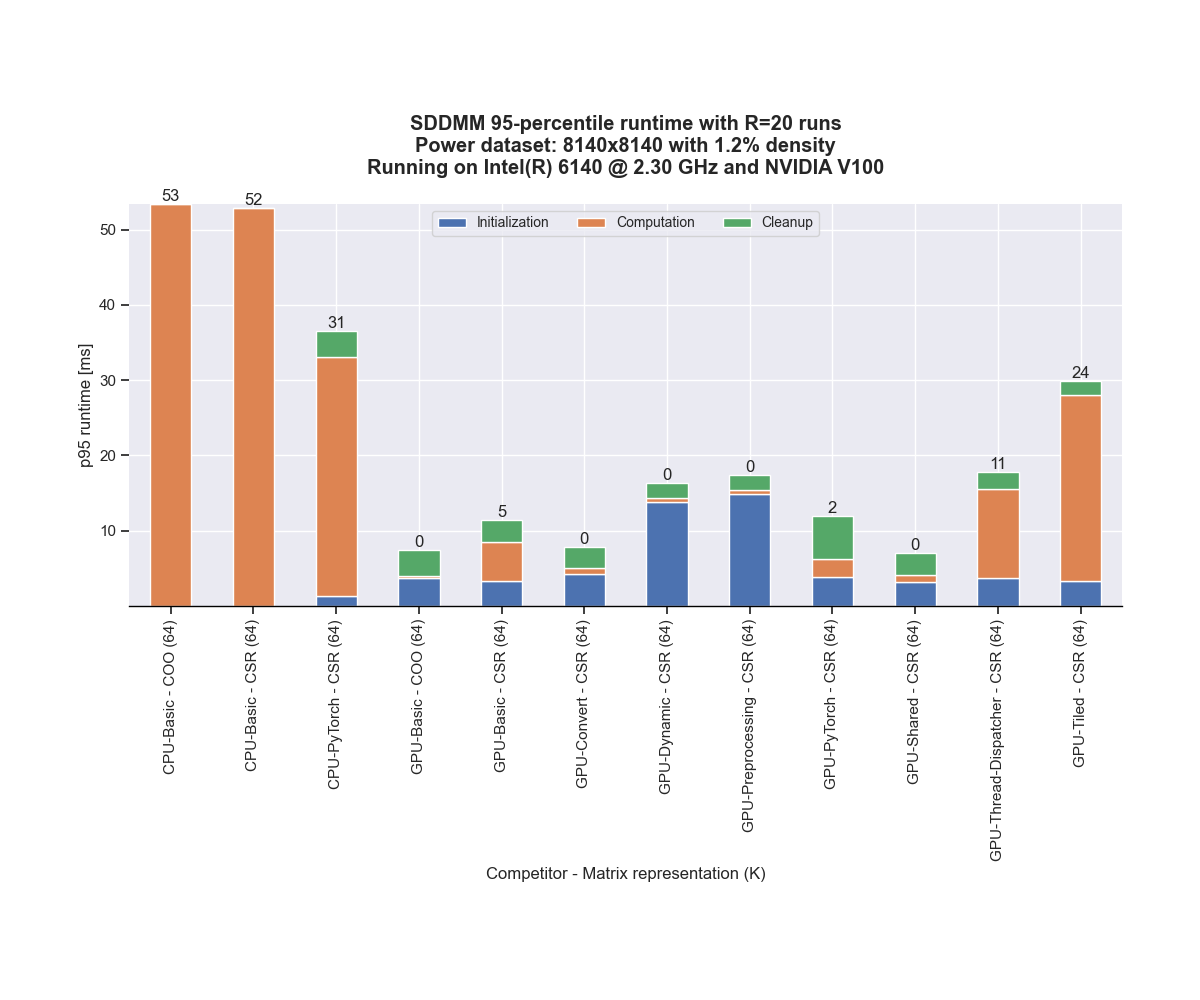 SDDMM 95-percentile runtime with R=20 runs
Power dataset: 8140x8140 with 1.2% density
Running on Intel(R) 6140 @ 2.30 GHz and NVIDIA V100
53
52
31
0
5
0
0
0
2
0
11
24
Initialization
Computation
Cleanup
50
40
30
20
10
p95 runtime [ms]
CPU-Basic - COO (64)
CPU-Basic - CSR (64)
CPU-PyTorch - CSR (64)
GPU-Basic - COO (64)
GPU-Basic - CSR (64)
GPU-Convert - CSR (64)
GPU-Dynamic - CSR (64)
GPU-Preprocessing - CSR (64)
GPU-PyTorch - CSR (64)
GPU-Shared - CSR (64)
GPU-Thread-Dispatcher - CSR (64)
GPU-Tiled - CSR (64)
Competitor - Matrix representation (K)